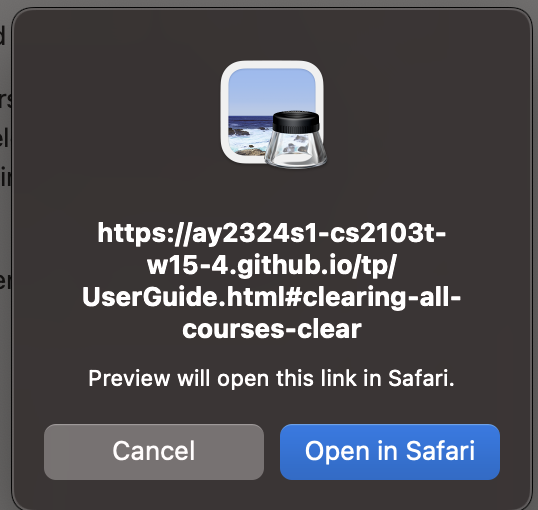 https://ay2324s1-cs2103t-
w15-4.github.io/tp/
UserGuide.html#clearing-all-
courses-clear
Preview will open this link in Safari.
Cancel
Open in Safari